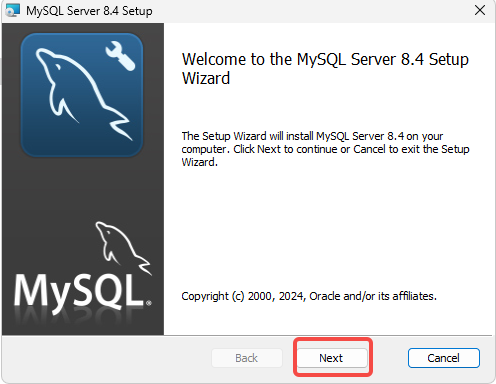 MySQL Server 8.4 Setup
Welcome to the MySQL Server 8.4 Setup
Wizard
The Setup Wizard will install MySQL Server 8.4 on your
computer. Click Next to continue or Cancel to exit the Setup
Wizard.
MySQL®
Copyright (c) 2000, 2024, Oracle and/or its affiliates.
Back
Next
Cancel